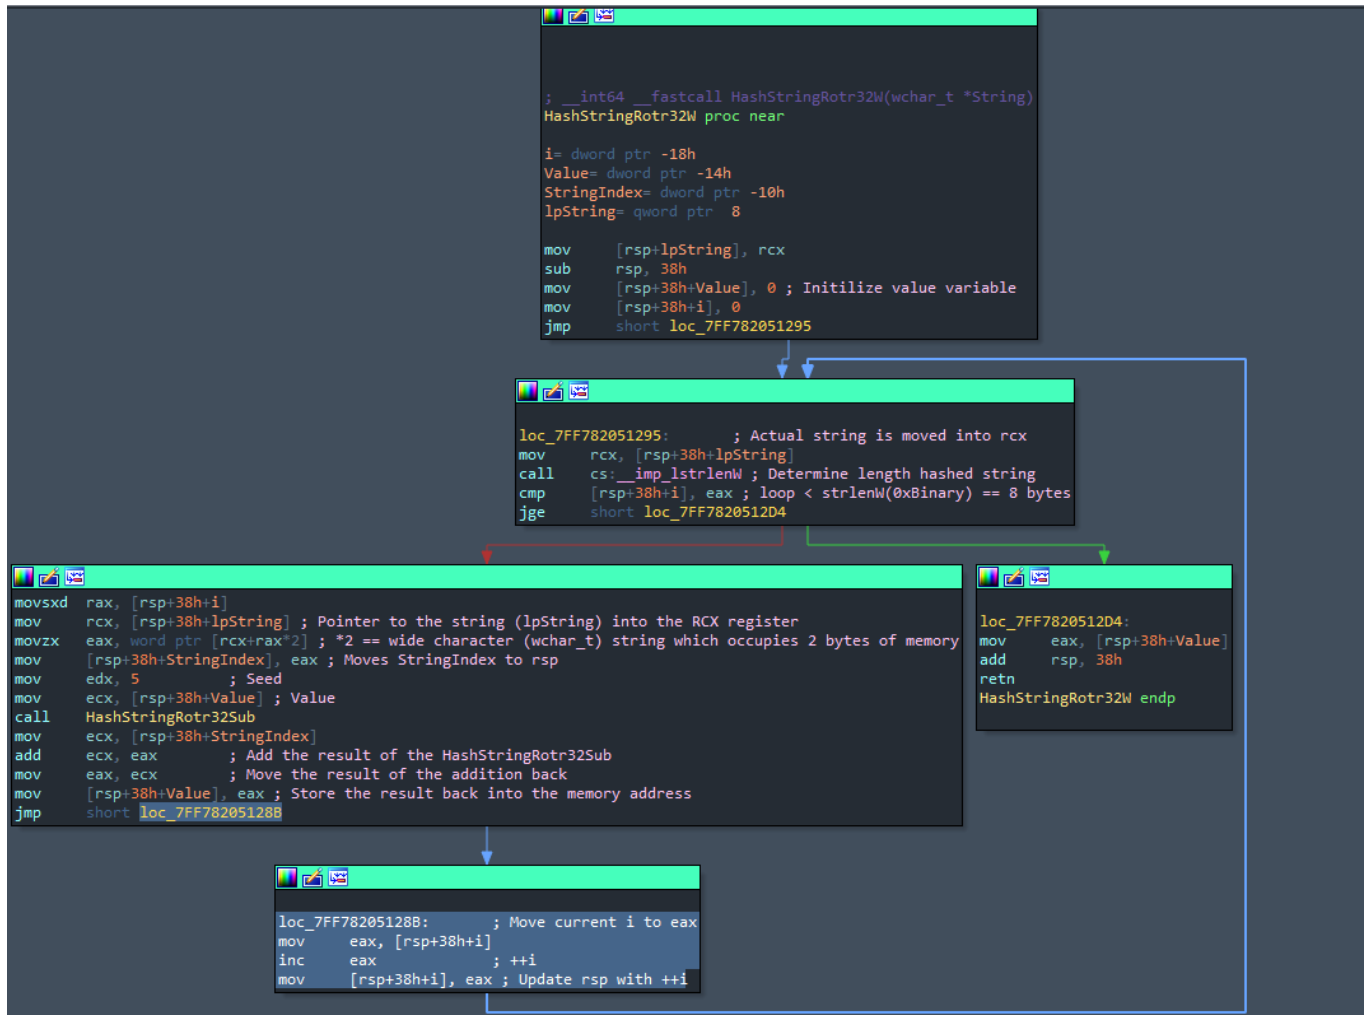 ; __int64 __fastcall HashStringRotr32W(wchar_t *String)
HashStringRotr32W proc near
i= dword ptr -18h
Value= dword ptr -14h
StringIndex= dword ptr -10h
lpString= qword ptr  8
mov     [rsp+lpString], rcx
sub     rsp, 38h
mov     [rsp+38h+Value], 0 ; Initilize value variable
mov     [rsp+38h+i], 0
jmp     short loc_7FF782051295
loc_7FF782051295:        ; Actual string is moved into rcx
mov     rcx, [rsp+38h+lpString]
call    cs:__imp_lstrlenW ; Determine length hashed string
cmp     [rsp+38h+i], eax ; loop < strlenW(0xBinary) == 8 bytes
jge     short loc_7FF7820512D4
movsxd  rax, [rsp+38h+i]
mov     rcx, [rsp+38h+lpString] ; Pointer to the string (lpString) into the RCX register
movzx   eax, word ptr [rcx+rax*2] ; *2 == wide character (wchar_t) string which occupies 2 bytes of memory
mov     [rsp+38h+StringIndex], eax ; Moves StringIndex to rsp
mov     edx, 5          ; Seed
mov     ecx, [rsp+38h+Value] ; Value
call    HashStringRotr32Sub
mov     ecx, [rsp+38h+StringIndex]
add     ecx, eax        ; Add the result of the HashStringRotr32Sub
mov     eax, ecx        ; Move the result of the addition back
mov     [rsp+38h+Value], eax ; Store the result back into the memory address
jmp     short loc_7FF78205128B
loc_7FF7820512D4:
mov     eax, [rsp+38h+Value]
add     rsp, 38h
retn
HashStringRotr32W endp
loc_7FF78205128B:        ; Move current i to eax
mov     eax, [rsp+38h+i]
inc     eax             ; ++i
mov     [rsp+38h+i], eax ; Update rsp with ++i